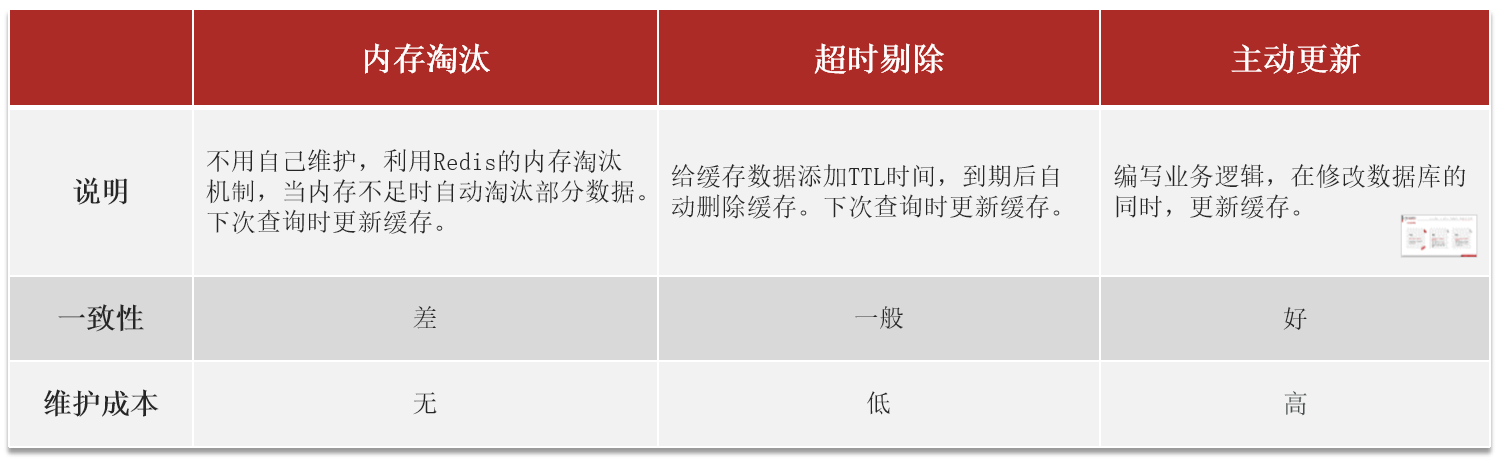 内存淘汰 超时剔除 主动更新
说明
不用自己维护，利用Redis的内存淘汰
机制，当内存不足时自动淘汰部分数据。
下次查询时更新缓存。
给缓存数据添加TTL时间，到期后自
动删除缓存。下次查询时更新缓存。
编写业务逻辑，在修改数据库的
同时，更新缓存。
一致性 差 一般 好
维护成本 无 低 高